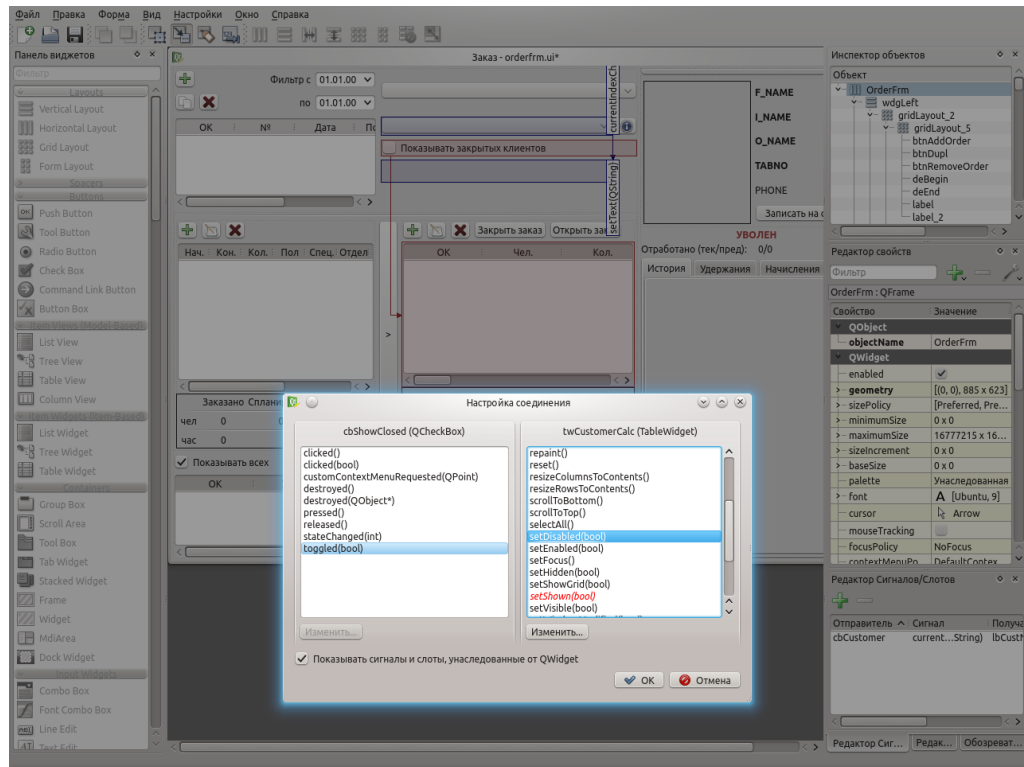 Файл Правка Форма Вид Настройки Окно Справка
Панель виджетов
Фильтр
Layouts
Vertical Layout
Horizontal Layout
Grid Layout
Form Layout
Spacers
Buttons
Push Button
Tool Button
Radio Button
Check Box
Command Link Button
Button Box
Item Views (Model-Based)
List View
Tree View
Table View
Column View
Item Widgets (Item-Based)
List Widget
Tree Widget
Table Widget
Containers
Group Box
Scroll Area
Tool Box
Tab Widget
Stacked Widget
Frame
Widget
MdiArea
Dock Widget
Input Widgets
Combo Box
Font Combo Box
Line Edit
Text Edit
Заказ - orderfrm.ui*
Фильтр с 01.01.00
по 01.01.00
ОК № Дата
currentIndexCh
setText(QString)
Показывать закрытых клиентов
F_NAME
I_NAME
O_NAME
TABNO
PHONE
Записать на
УВОЛЕН
Отработано (тек/пред): 0/0
История Удержания Начисления
Закрыть заказ Открыть за
Нач. Кон. Кол. Пол Спец. Отдел
ОК Чел. Кол.
>
Заказано Сплани
чел 0
час 0
Показывать всех
ОК
Настройка соединения
cbShowClosed (QCheckBox)
clicked()
clicked(bool)
customContextMenuRequested(QPoint)
destroyed()
destroyed(QObject*)
pressed()
released()
stateChanged(int)
toggled(bool)
Изменить...
twCustomerCalc (TableWidget)
repaint()
reset()
resizeColumnsToContents()
resizeRowsToContents()
scrollToBottom()
scrollToTop()
selectAll()
setDisabled(bool)
setEnabled(bool)
setFocus()
setHidden(bool)
setShowGrid(bool)
setShown(bool)
setVisible(bool)
Изменить...
Показывать сигналы и слоты, унаследованные от QWidget
ОК Отмена
Инспектор объектов
Объект
OrderFrm
wdgLeft
gridLayout_2
gridLayout_5
btnAddOrder
btnDupl
btnRemoveOrder
deBegin
deEnd
label
label_2
Редактор свойств
Фильтр
OrderFrm : QFrame
Свойство Значение
QObject
objectName OrderFrm
QWidget
enabled
geometry [(0, 0), 885 x 623]
sizePolicy [Preferred, Pre...
minimumSize 0 x 0
maximumSize 16777215 x 16...
sizeIncrement 0 x 0
baseSize 0 x 0
palette Унаследованная
font A [Ubuntu, 9]
cursor Arrow
mouseTracking
focusPolicy NoFocus
contextMenuPo DefaultContex
Редактор Сигналов/Слотов
Отправитель Сигнал Получа
cbCustomer current...String) lbCust
Редактор Сиг... Редак... Обозреват...